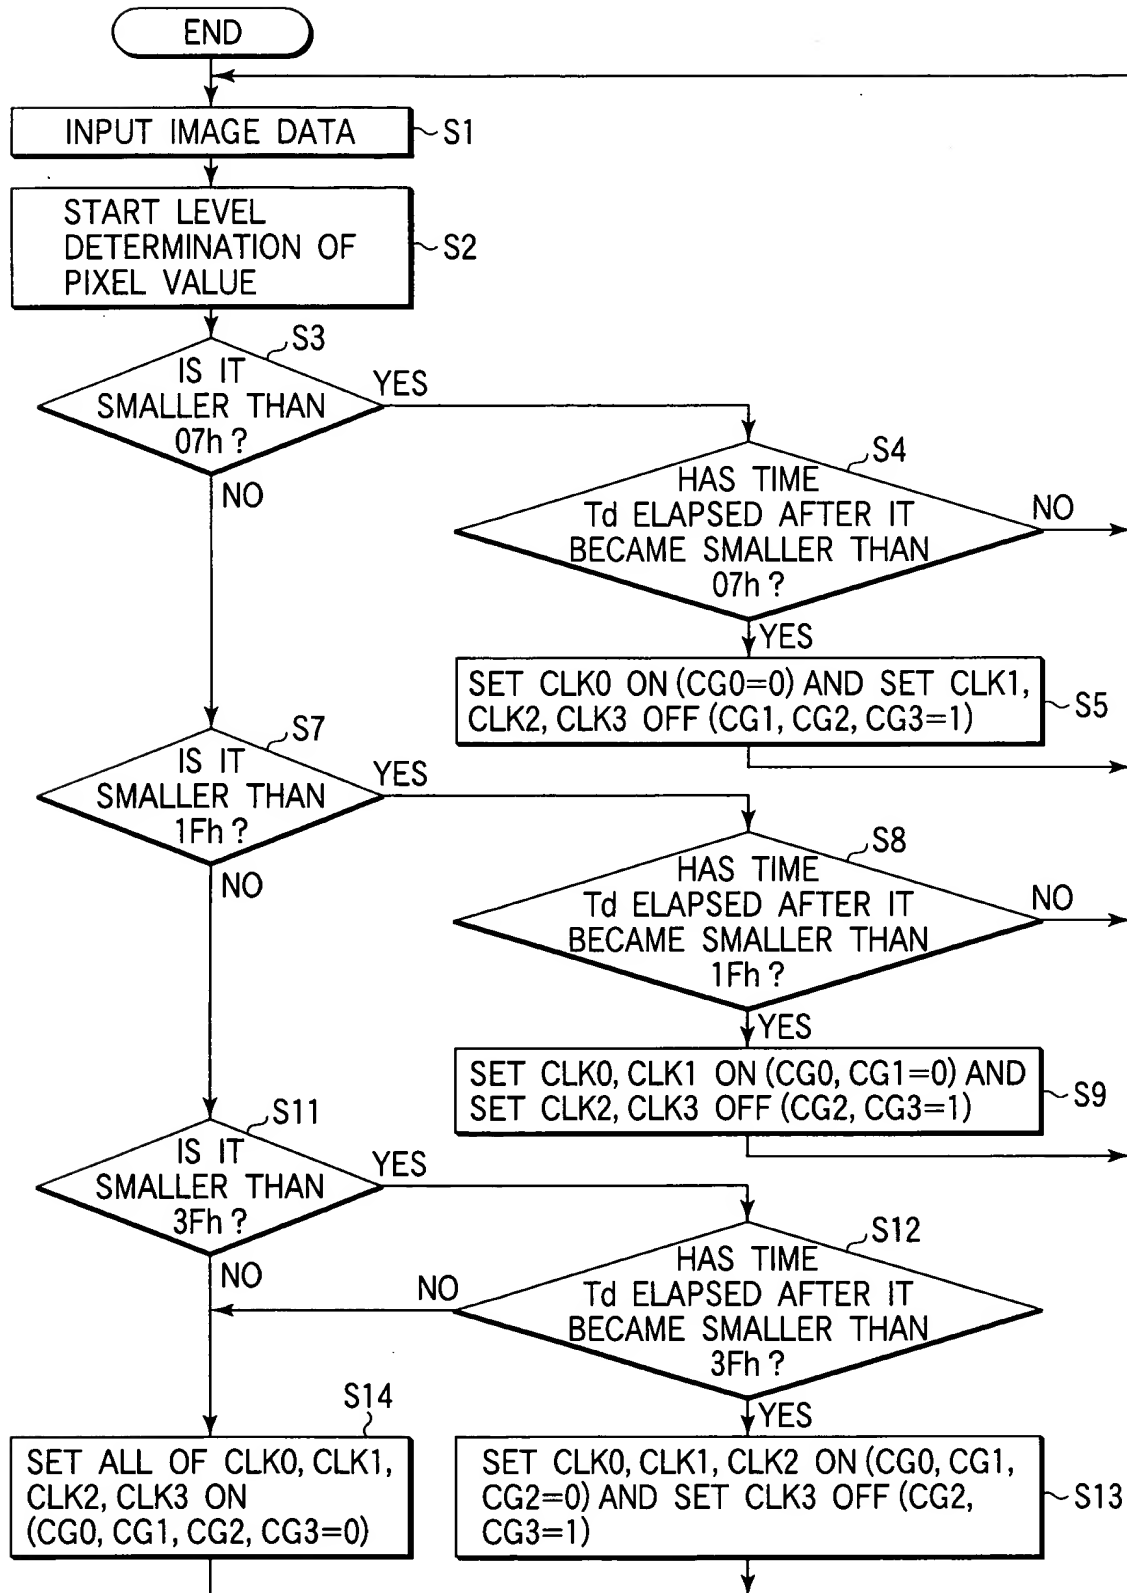 END
INPUT IMAGE DATA
S1
START LEVEL
DETERMINATION OF
PIXEL VALUE
S2
S3
IS IT
SMALLER THAN
07h ?
YES
NO
S4
HAS TIME
Td ELAPSED AFTER IT
BECAME SMALLER THAN
07h ?
NO
YES
SET CLK0 ON (CG0=0) AND SET CLK1,
CLK2, CLK3 OFF (CG1, CG2, CG3=1)
S5
S7
IS IT
SMALLER THAN
1Fh ?
YES
NO
S8
HAS TIME
Td ELAPSED AFTER IT
BECAME SMALLER THAN
1Fh ?
NO
YES
SET CLK0, CLK1 ON (CG0, CG1=0) AND
SET CLK2, CLK3 OFF (CG2, CG3=1)
S9
S11
IS IT
SMALLER THAN
3Fh ?
YES
NO
S12
HAS TIME
Td ELAPSED AFTER IT
BECAME SMALLER THAN
3Fh ?
NO
YES
S14
SET ALL OF CLK0, CLK1,
CLK2, CLK3 ON
(CG0, CG1, CG2, CG3=0)
SET CLK0, CLK1, CLK2 ON (CG0, CG1,
CG2=0) AND SET CLK3 OFF (CG2,
CG3=1)
S13